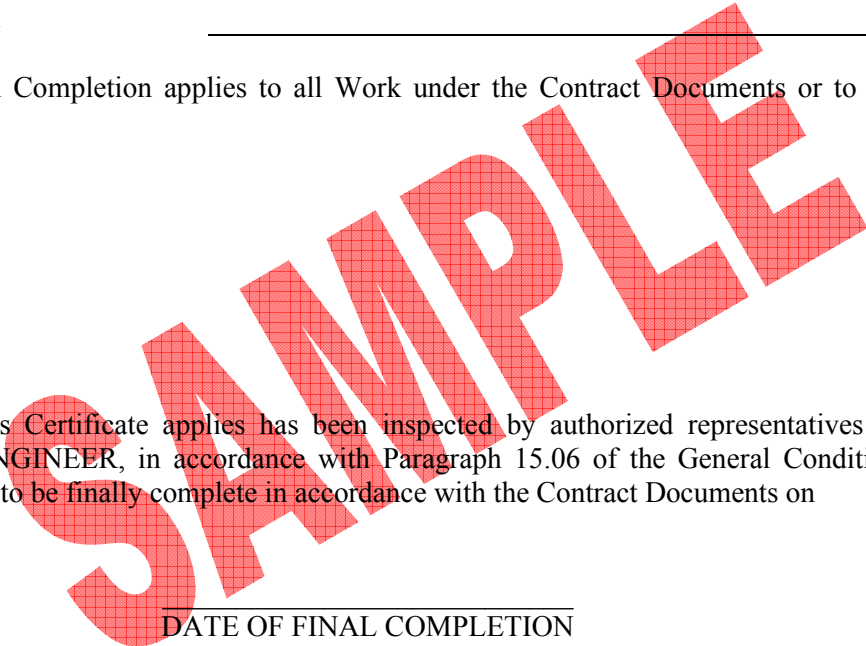 Completion applies to all Work under the Contract Documents or to
SAMPLE
s Certificate applies has been inspected by authorized representatives
NGINEER, in accordance with Paragraph 15.06 of the General Conditi
to be finally complete in accordance with the Contract Documents on
DATE OF FINAL COMPLETION